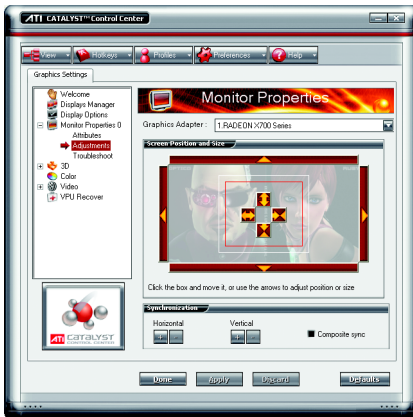 ATI CATALYST™ Control Center
View Hotkeys Profiles Preferences Help
Graphics Settings
Welcome
Displays Manager
Display Options
Monitor Properties 0
Attributes
Adjustments
Troubleshoot
3D
Color
Video
VPU Recover
Monitor Properties
Graphics Adapter : 1.RADEON X700 Series
Screen Position and Size
Click the box and move it, or use the arrows to adjust position or size
Synchronization
Horizontal Vertical
+ - + - Composite sync
ATI CATALYST
CONTROL CENTER
Done Apply Discard Defaults